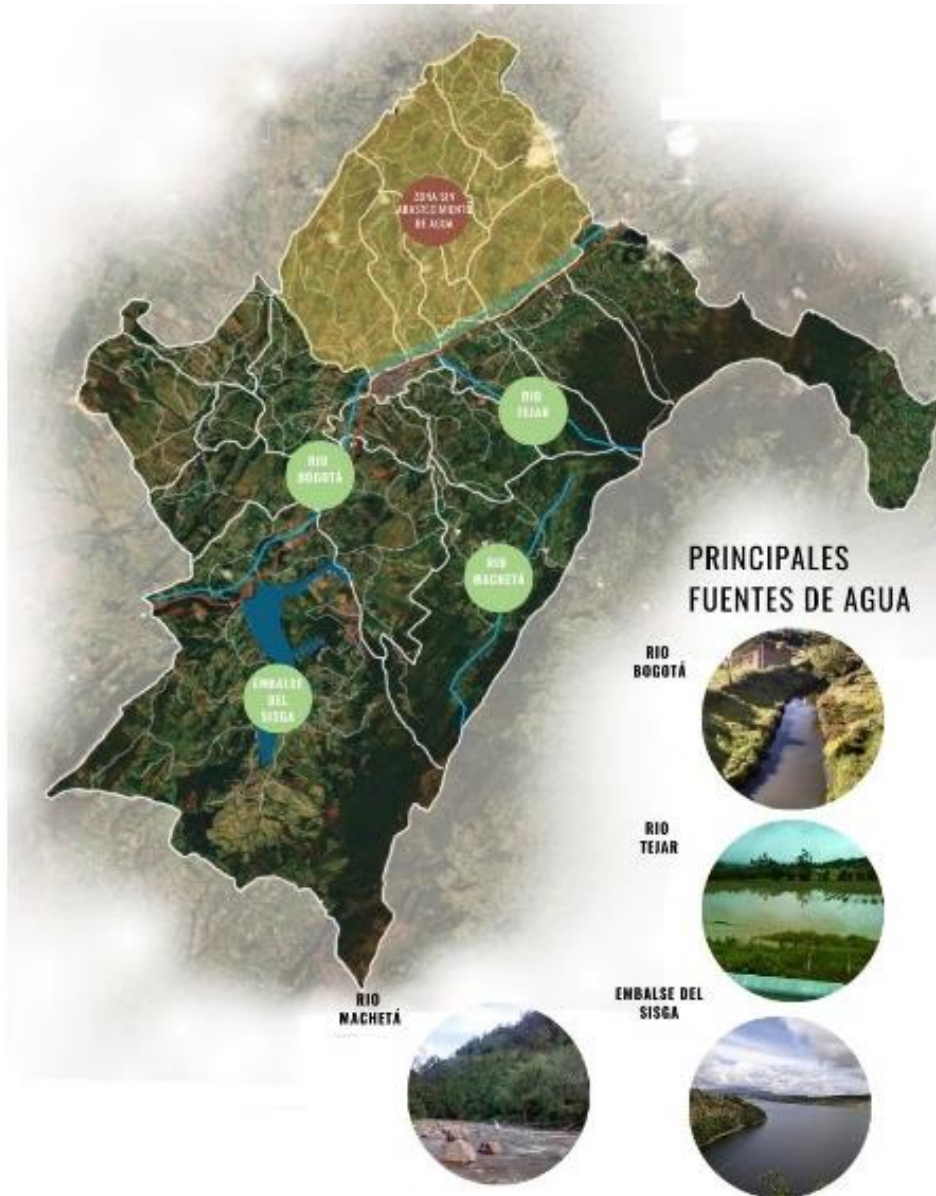 ZONA SIN
ABASTECIMIENTO
DE AGUA
RIO
TEJAR
RIO
BOGOTÁ
RIO
MACHETÁ
EMBALSE
DEL
SISGA
PRINCIPALES
FUENTES DE AGUA
RIO
BOGOTÁ
RIO
TEJAR
EMBALSE DEL
SISGA
RIO
MACHETÁ